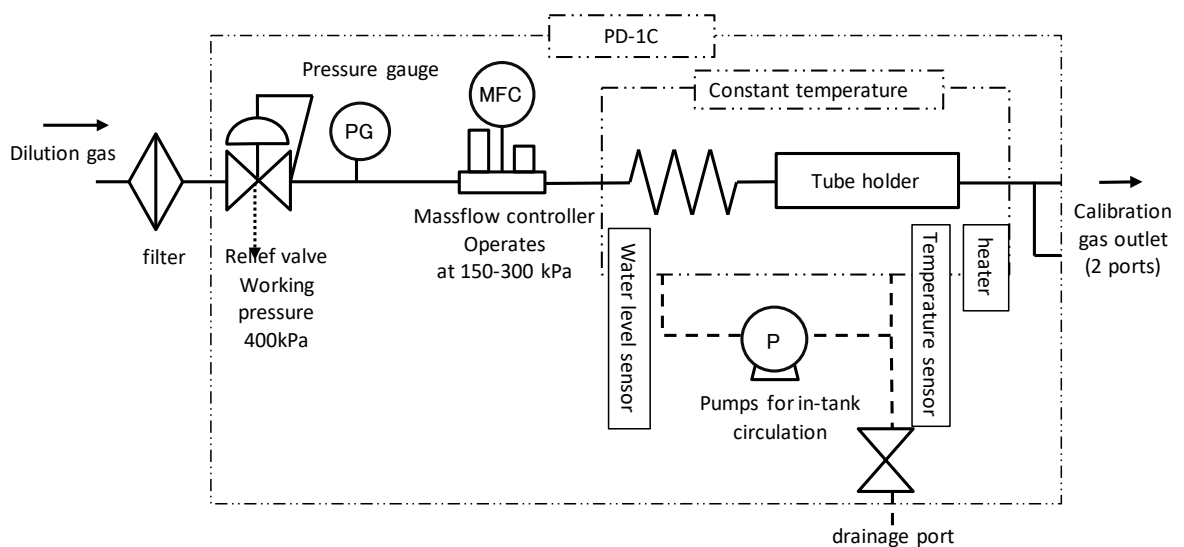 PD-1C
Pressure gauge
MFC
Constant temperature
Dilution gas
PG
Tube holder
filter
Relief valve
Working
pressure
400kPa
Massflow controller
Operates
at 150-300 kPa
Calibration
gas outlet
(2 ports)
Water level sensor
Temperature sensor
heater
P
Pumps for in-tank
circulation
drainage port